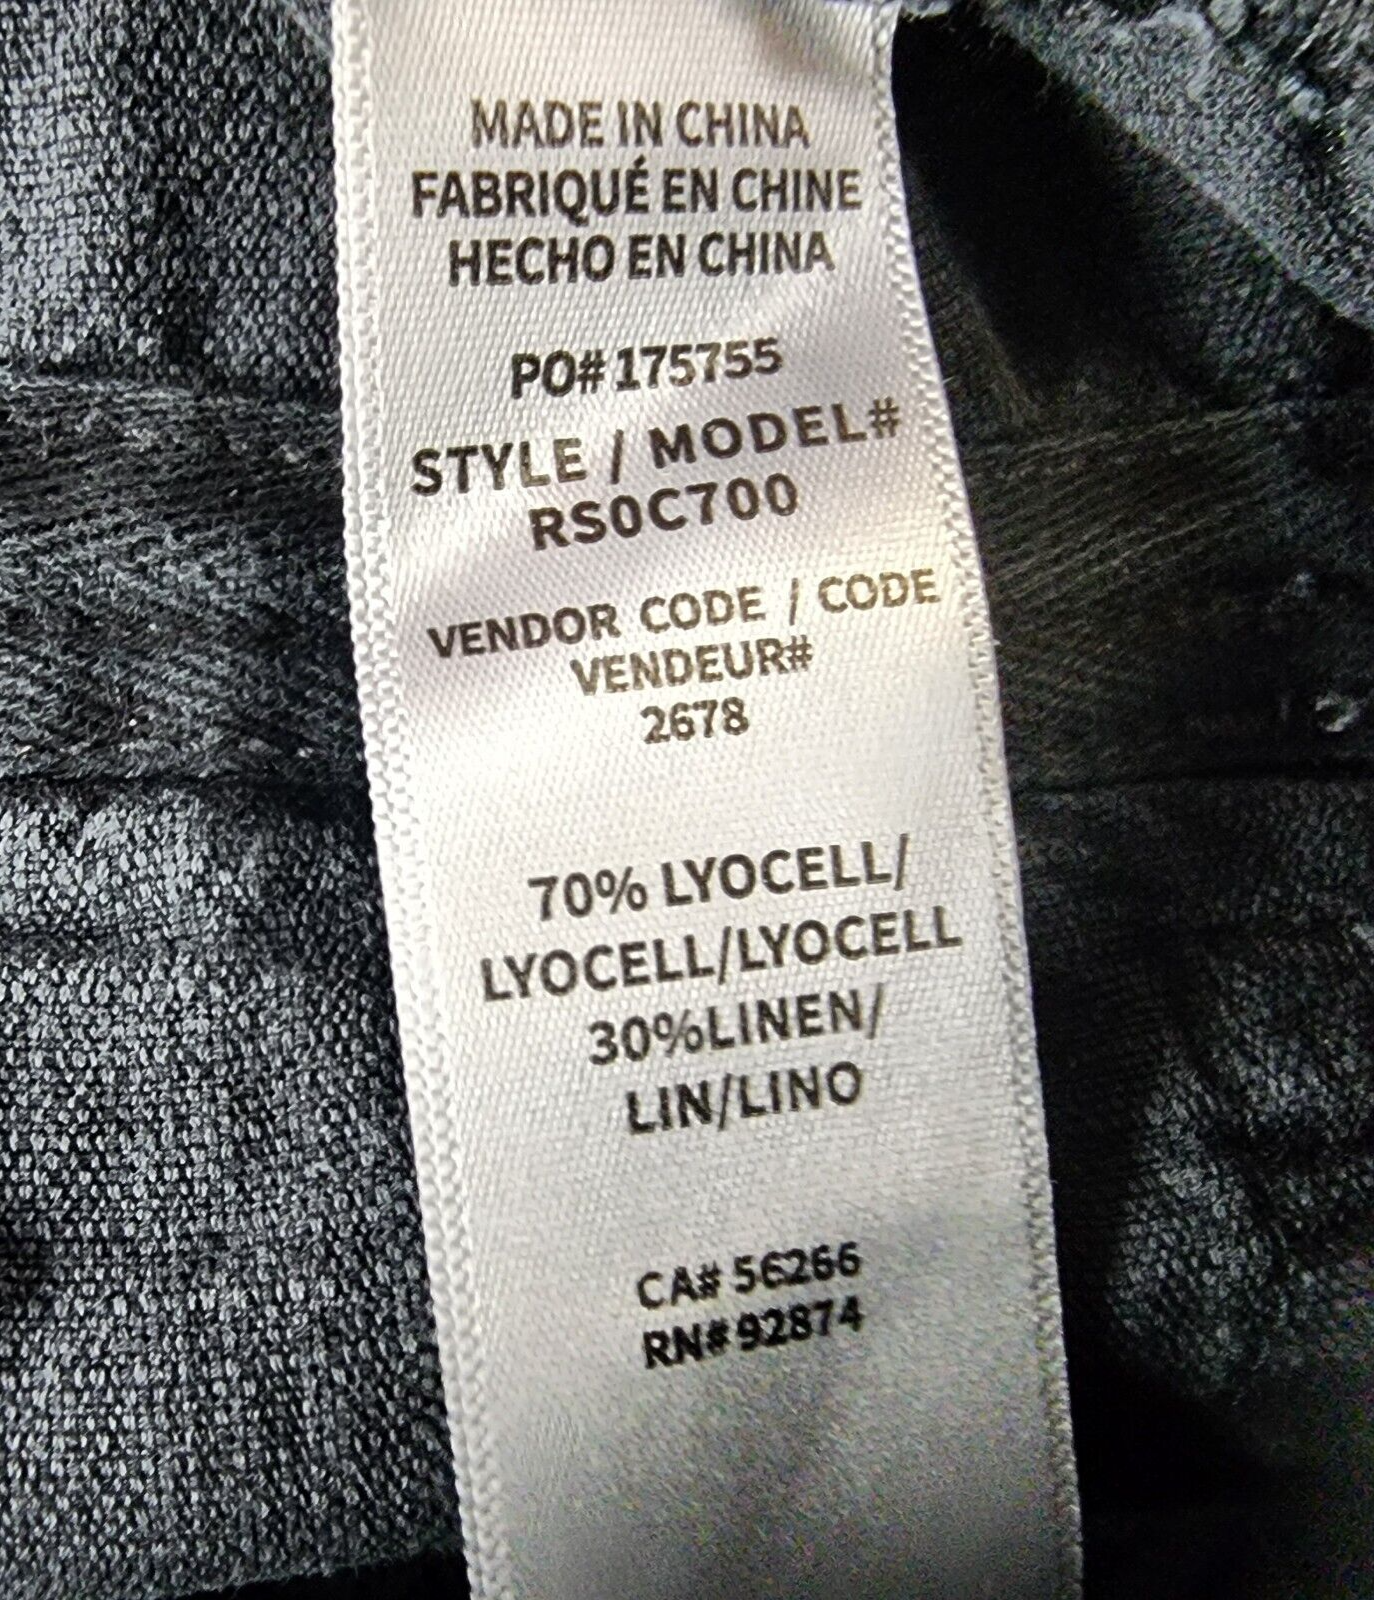 MADE IN CHINA
FABRIQUÉ EN CHINE
HECHO EN CHINA
PO# 175755
STYLE / MODEL#
RS0C700
VENDOR CODE / CODE
VENDEUR#
2678
70% LYOCELL/
LYOCELL/LYOCELL
30%LINEN/
LIN/LINO
CA# 56266
RN# 92874